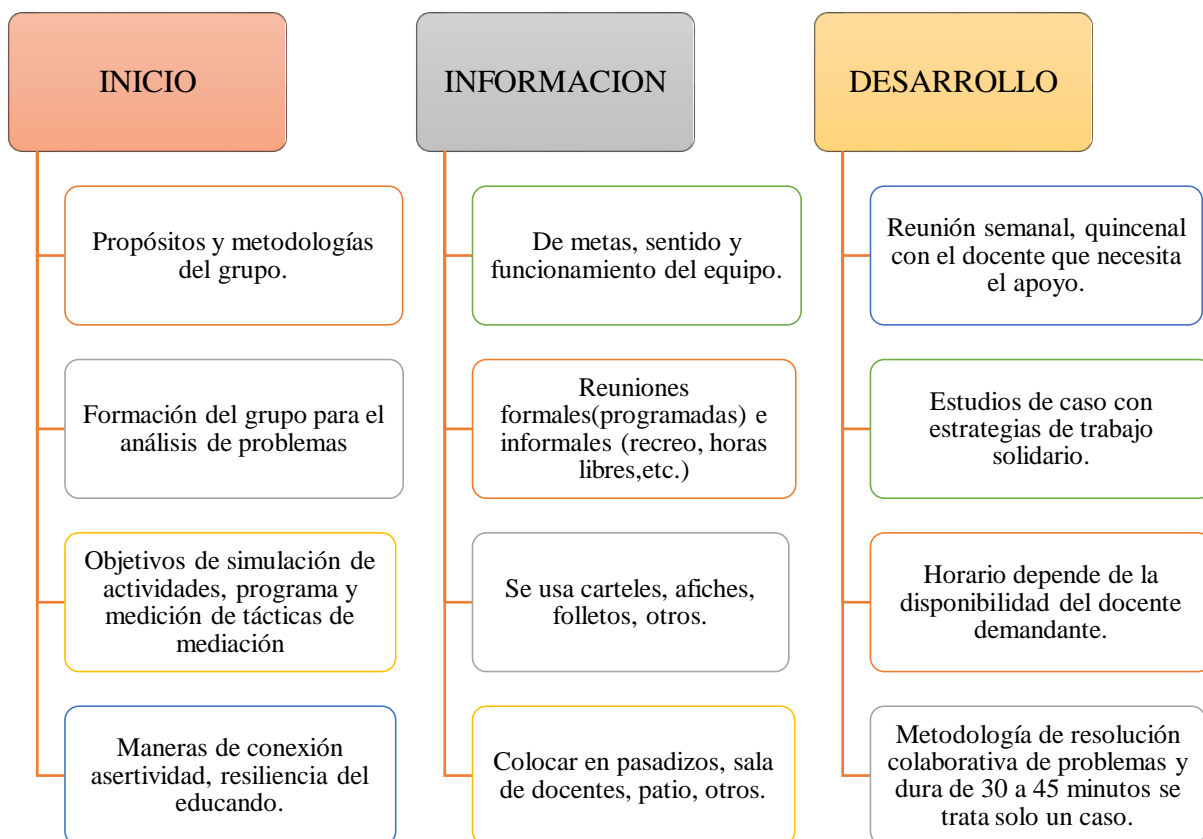 INICIO
Propósitos y metodologías
del grupo.
Formación del grupo para el
análisis de problemas
Objetivos de simulación de
actividades, programa y
medición de tácticas de
mediación
Maneras de conexión
asertividad, resiliencia del
educando.
INFORMACION
De metas, sentido y
funcionamiento del equipo.
Reuniones
formales(programadas) e
informales (recreo, horas
libres,etc.)
Se usa carteles, afiches,
folletos, otros.
Colocar en pasadizos, sala
de docentes, patio, otros.
DESARROLLO
Reunión semanal, quincenal
con el docente que necesita
el apoyo.
Estudios de caso con
estrategias de trabajo
solidario.
Horario depende de la
disponibilidad del docente
demandante.
Metodología de resolución
colaborativa de problemas y
dura de 30 a 45 minutos se
trata solo un caso.